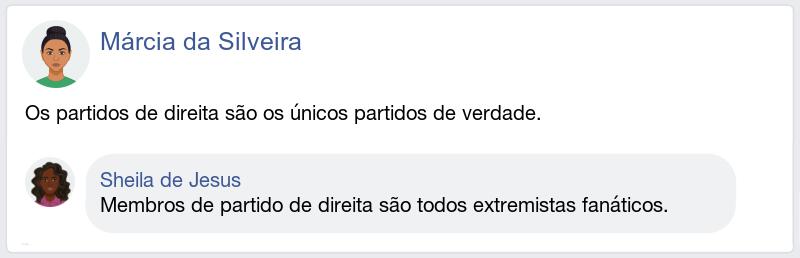 Márcia da Silveira
Os partidos de direita são os únicos partidos de verdade.
Sheila de Jesus
Membros de partido de direita são todos extremistas fanáticos.